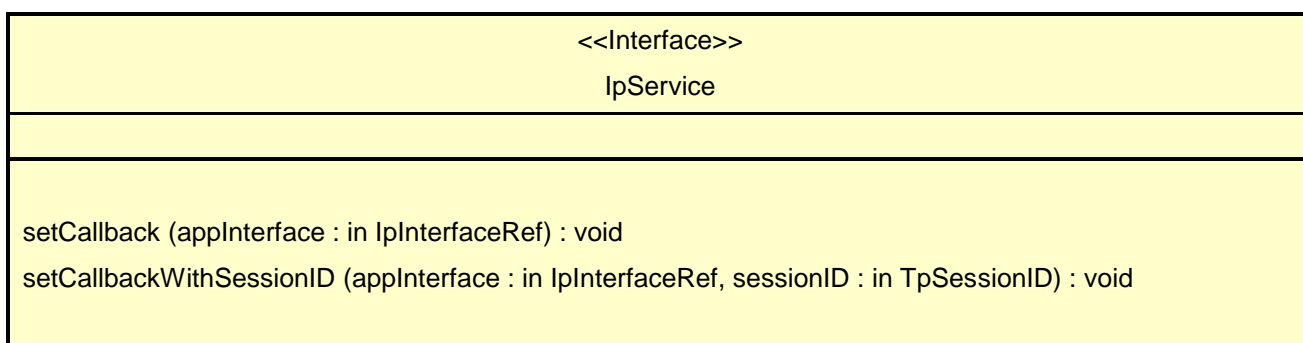 <<Interface>>
IpService
setCallback (appInterface : in IpInterfaceRef) : void
setCallbackWithSessionID (appInterface : in IpInterfaceRef, sessionID : in TpSessionID) : void